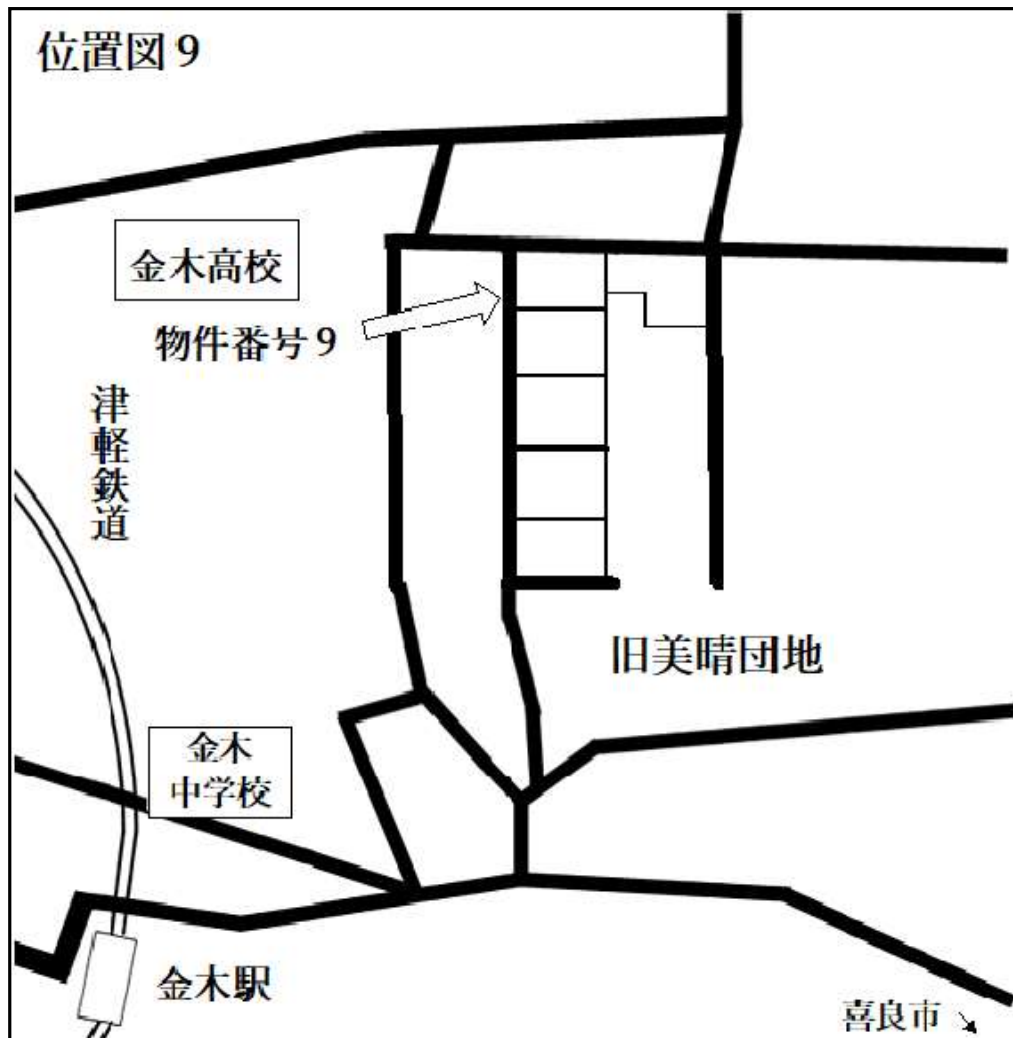 位置図9
金木高校
物件番号9
津軽鉄道
旧美晴団地
金木
中学校
金木駅
喜良市